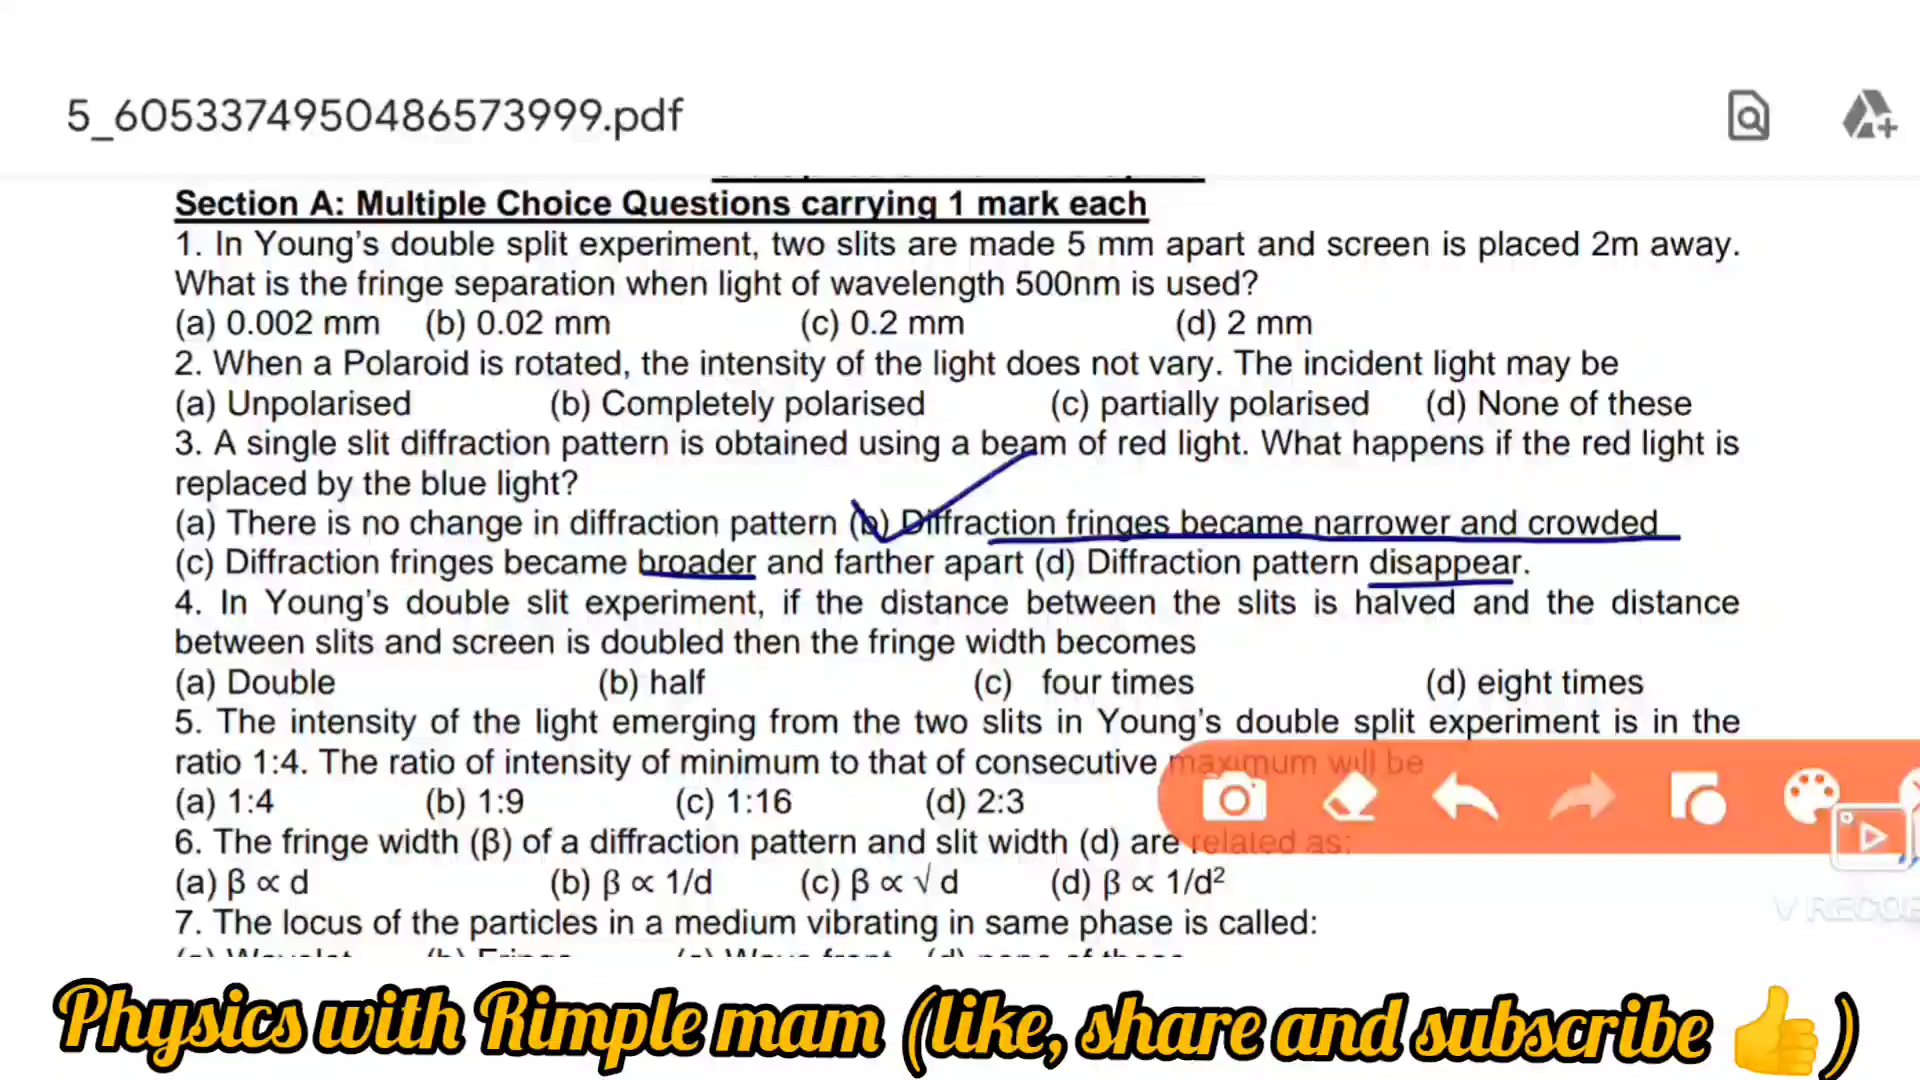 5_6053374950486573999.pdf
Section A: Multiple Choice Questions carrying 1 mark each
1. In Young's double split experiment, two slits are made 5 mm apart and screen is placed 2m away.
What is the fringe separation when light of wavelength 500nm is used?
(a) 0.002 mm (b) 0.02 mm (c) 0.2 mm (d) 2 mm
2. When a Polaroid is rotated, the intensity of the light does not vary. The incident light may be
(a) Unpolarised (b) Completely polarised (c) partially polarised (d) None of these
3. A single slit diffraction pattern is obtained using a beam of red light. What happens if the red light is
replaced by the blue light?
(a) There is no change in diffraction pattern (b) Diffraction fringes became narrower and crowded
(c) Diffraction fringes became broader and farther apart (d) Diffraction pattern disappear.
4. In Young's double slit experiment, if the distance between the slits is halved and the distance
between slits and screen is doubled then the fringe width becomes
(a) Double (b) half (c) four times (d) eight times
5. The intensity of the light emerging from the two slits in Young's double split experiment is in the
ratio 1:4. The ratio of intensity of minimum to that of consecutive maximum will be
(a) 1:4 (b) 1:9 (c) 1:16 (d) 2:3
6. The fringe width (β) of a diffraction pattern and slit width (d) are related as:
(a) β ∝ d (b) β ∝ 1/d (c) β ∝ √ d (d) β ∝ 1/d²
7. The locus of the particles in a medium vibrating in same phase is called:
Physics with Rimple mam (like, share and subscribe 👍)